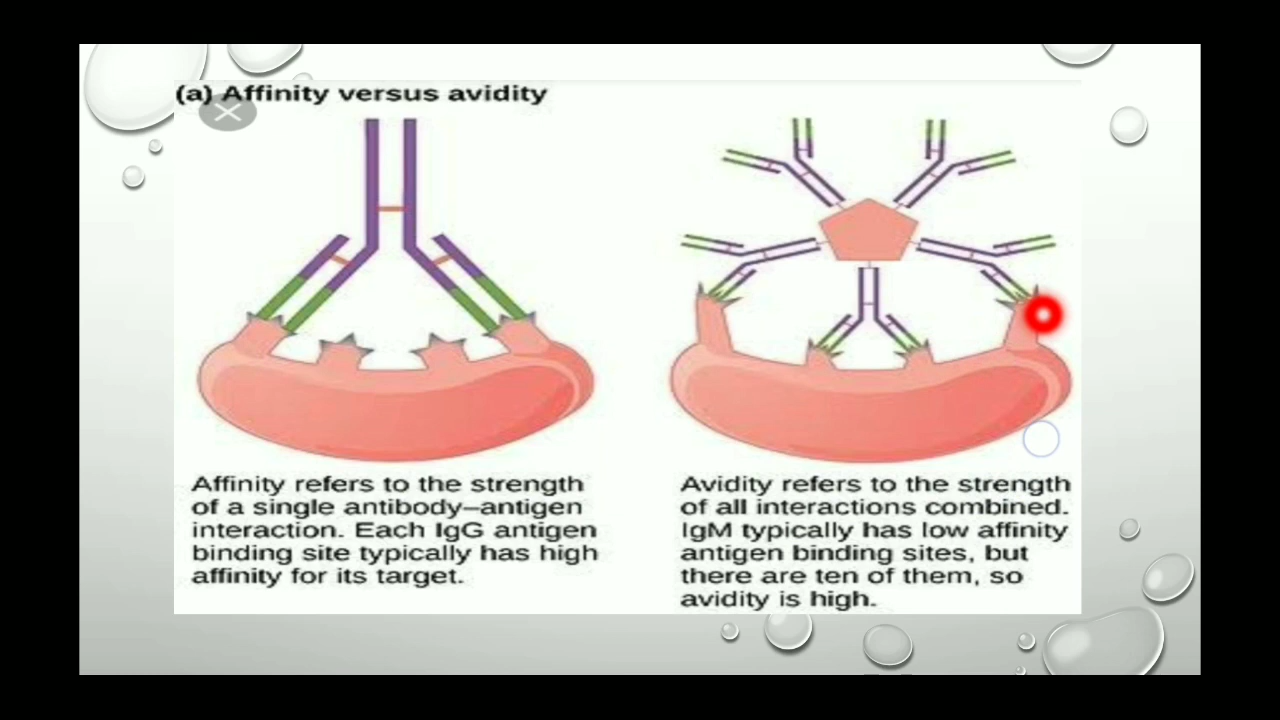 (a) Affinity versus avidity
Affinity refers to the strength
of a single antibody–antigen
interaction. Each IgG antigen
binding site typically has high
affinity for its target.
Avidity refers to the strength
of all interactions combined.
IgM typically has low affinity
antigen binding sites, but
there are ten of them, so
avidity is high.